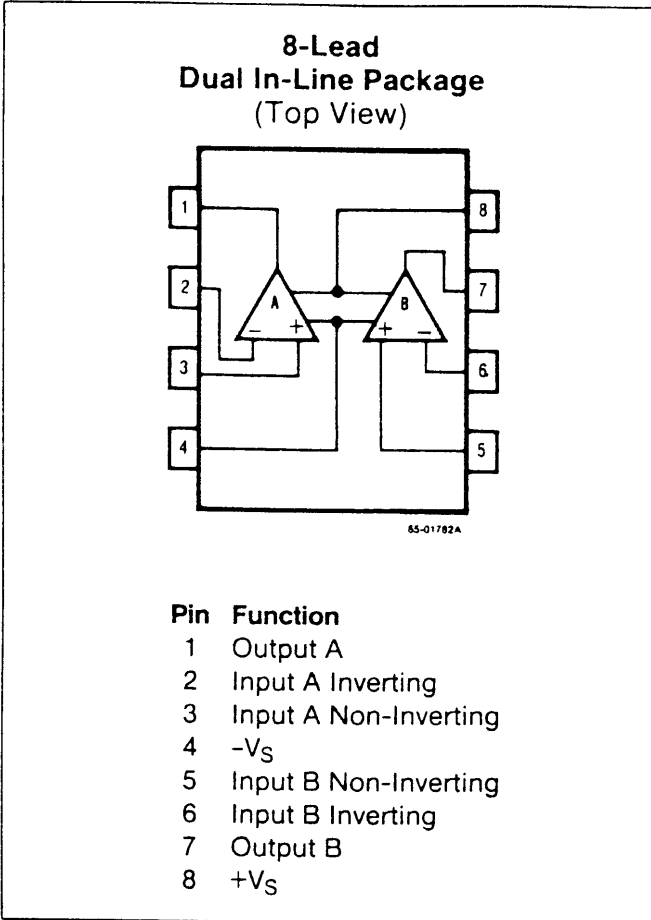 8-Lead
Dual In-Line Package
(Top View)
1
8
2
A
B
7
− +
+ −
3
6
4
5
65-01782A
Pin Function
1 Output A
2 Input A Inverting
3 Input A Non-Inverting
4 -VS
5 Input B Non-Inverting
6 Input B Inverting
7 Output B
8 +VS